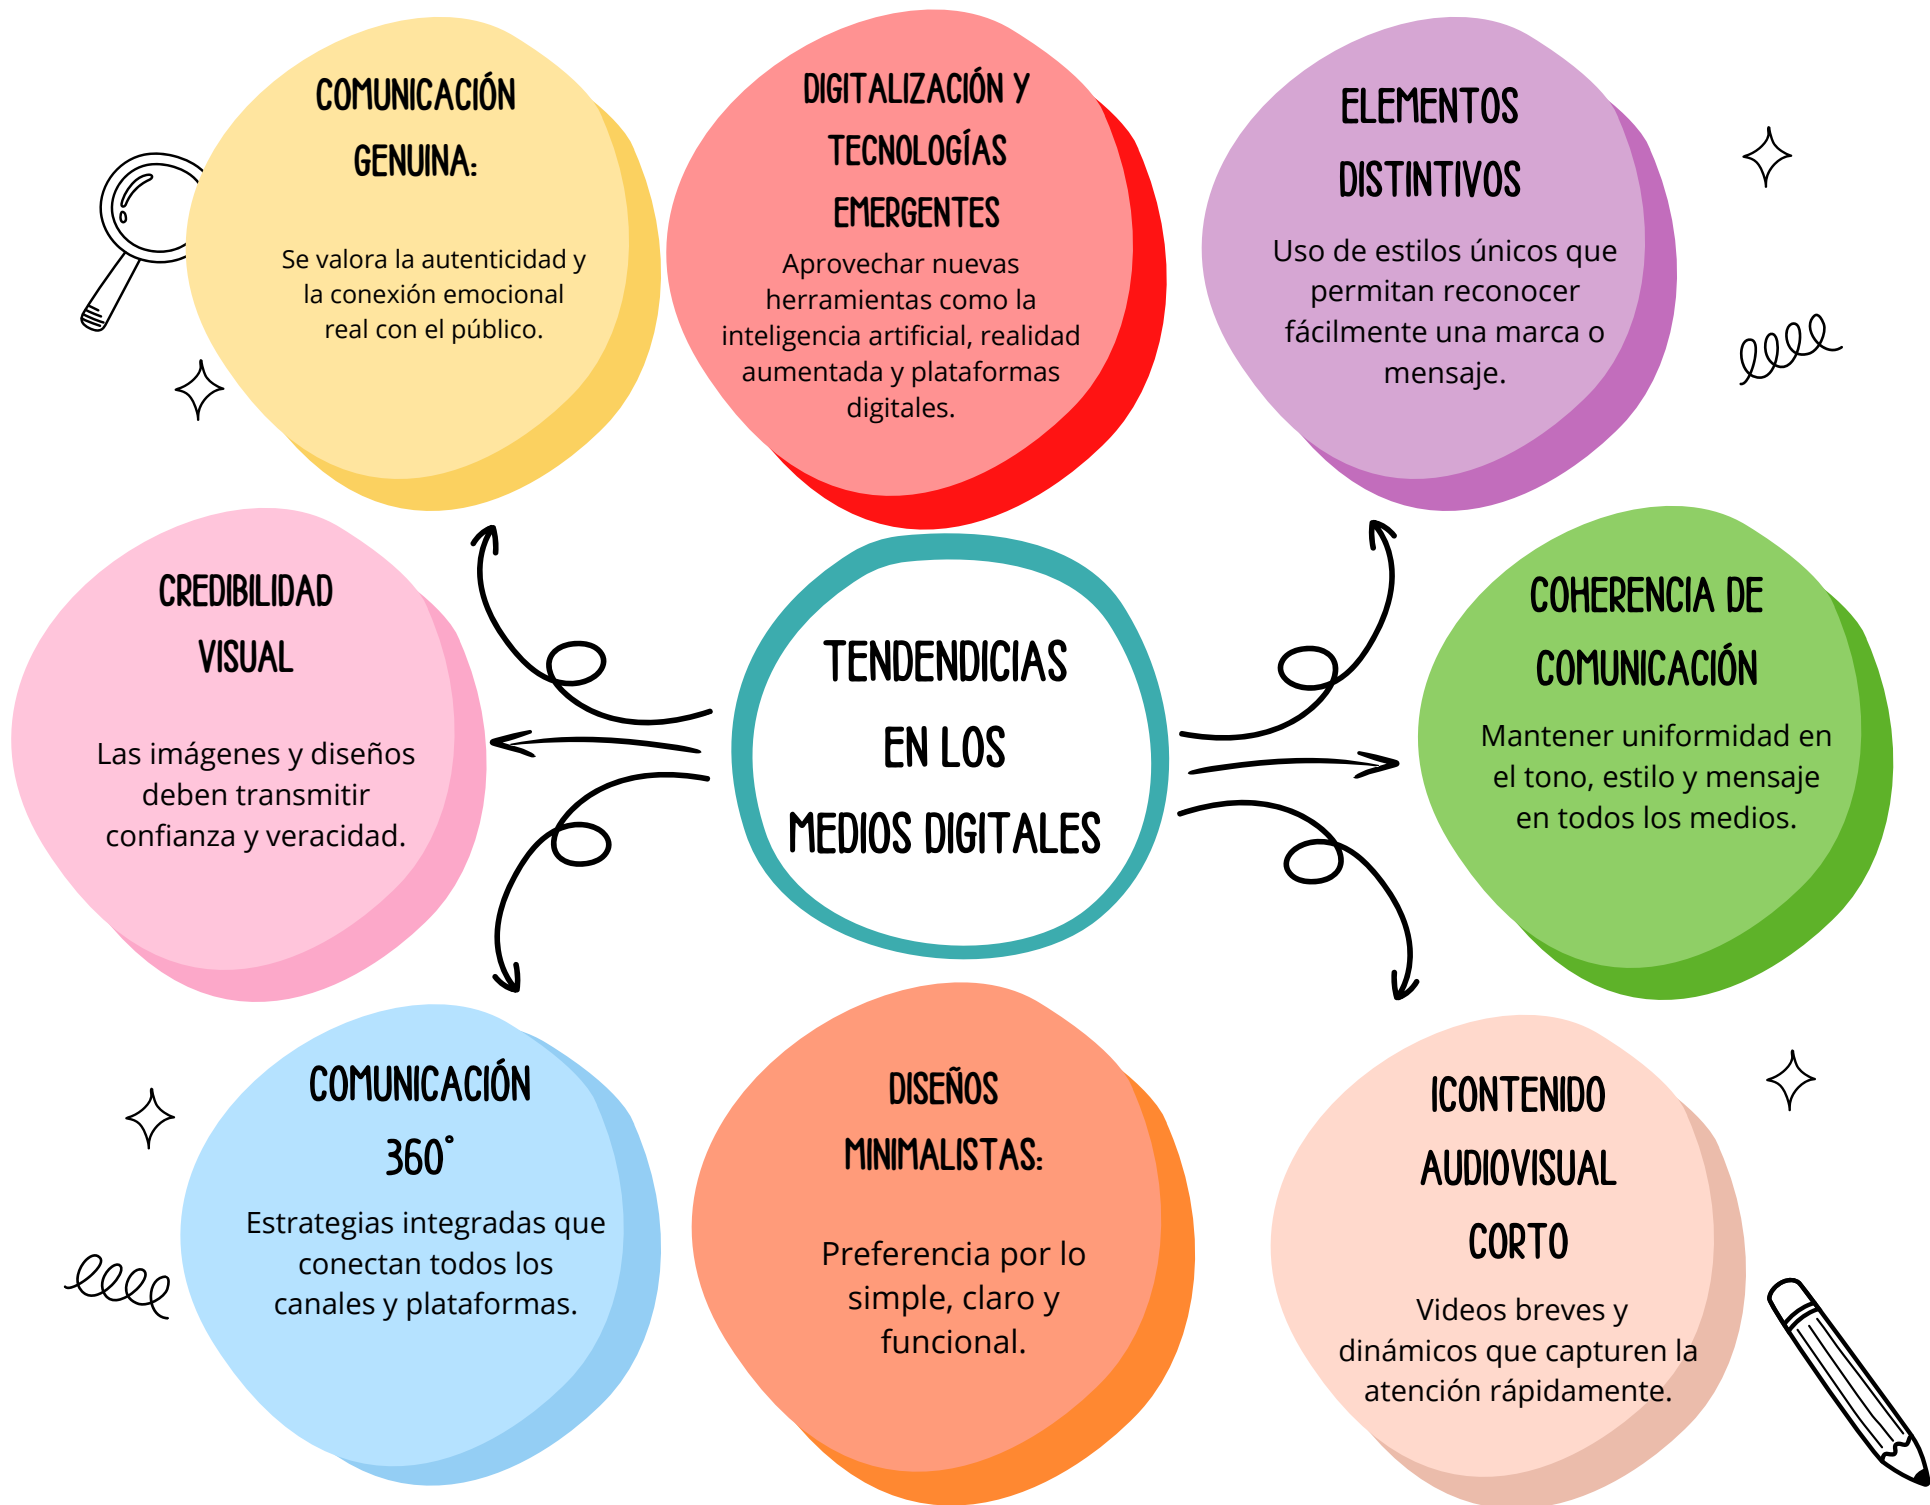 COMUNICACIÓN
GENUINA:
Se valora la autenticidad y
la conexión emocional
real con el público.
DIGITALIZACIÓN Y
TECNOLOGÍAS
EMERGENTES
Aprovechar nuevas
herramientas como la
inteligencia artificial, realidad
aumentada y plataformas
digitales.
ELEMENTOS
DISTINTIVOS
Uso de estilos únicos que
permitan reconocer
fácilmente una marca o
mensaje.
CREDIBILIDAD
VISUAL
Las imágenes y diseños
deben transmitir
confianza y veracidad.
TENDENDICIAS
EN LOS
MEDIOS DIGITALES
COHERENCIA DE
COMUNICACIÓN
Mantener uniformidad en
el tono, estilo y mensaje
en todos los medios.
COMUNICACIÓN
360°
Estrategias integradas que
conectan todos los
canales y plataformas.
DISEÑOS
MINIMALISTAS:
Preferencia por lo
simple, claro y
funcional.
ICONTENIDO
AUDIOVISUAL
CORTO
Videos breves y
dinámicos que capturen la
atención rápidamente.